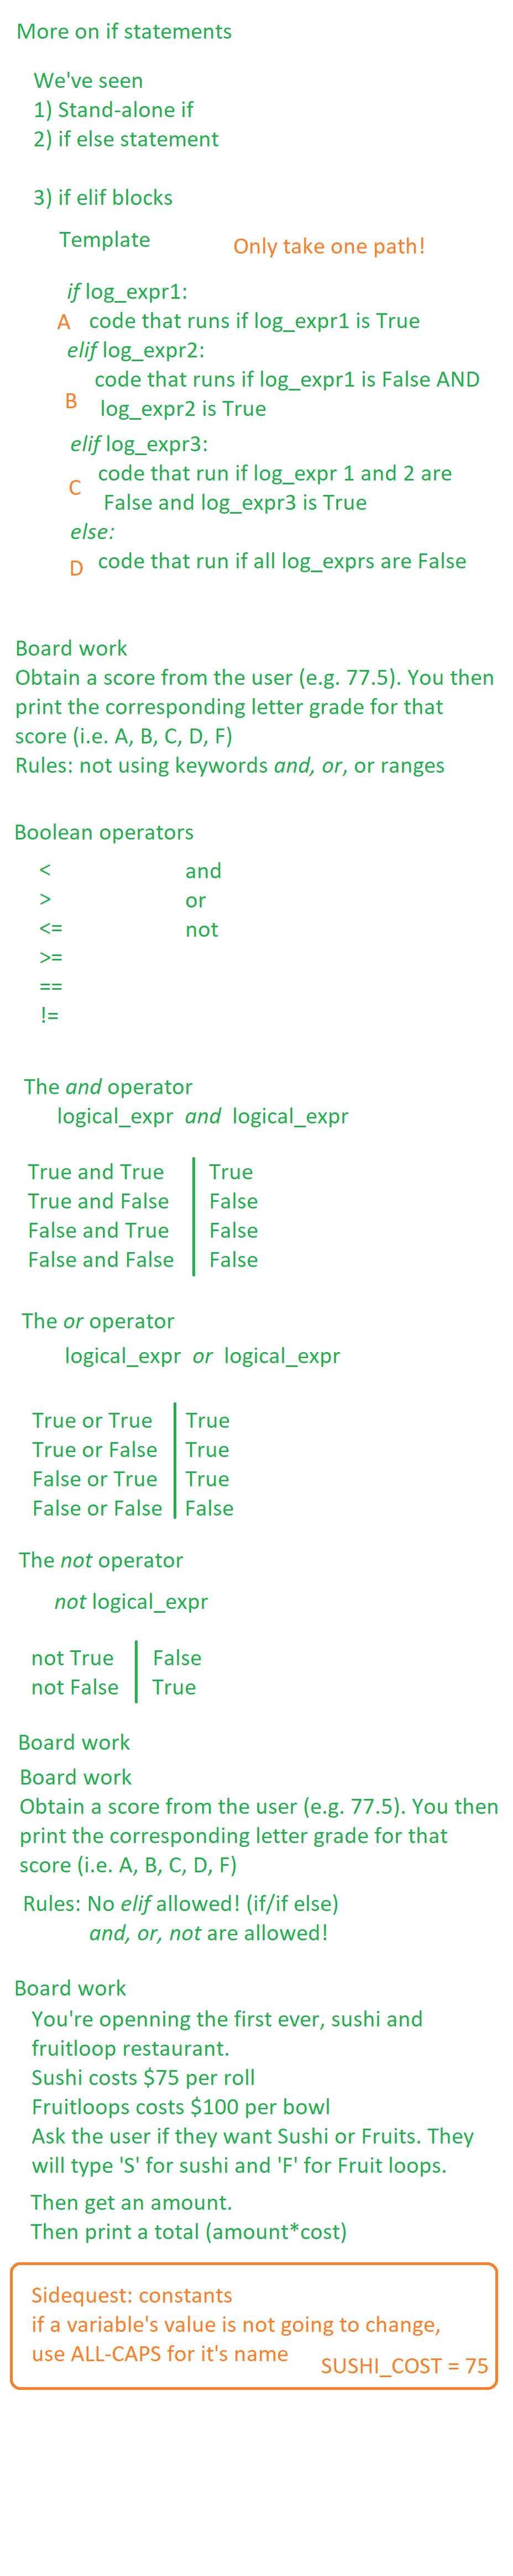 More on if statements
We've seen
1) Stand-alone if
2) if else statement
3) if elif blocks
Template
Only take one path!
if log_expr1:
A code that runs if log_expr1 is True
elif log_expr2:
code that runs if log_expr1 is False AND
B log_expr2 is True
elif log_expr3:
code that run if log_expr 1 and 2 are
C False and log_expr3 is True
else:
D code that run if all log_exprs are False
Board work
Obtain a score from the user (e.g. 77.5). You then
print the corresponding letter grade for that
score (i.e. A, B, C, D, F)
Rules: not using keywords and, or, or ranges
Boolean operators
< and
> or
<= not
>=
==
!=
The and operator
logical_expr and logical_expr
True and True True
True and False False
False and True False
False and False False
The or operator
logical_expr or logical_expr
True or True True
True or False True
False or True True
False or False False
The not operator
not logical_expr
not True False
not False True
Board work
Board work
Obtain a score from the user (e.g. 77.5). You then
print the corresponding letter grade for that
score (i.e. A, B, C, D, F)
Rules: No elif allowed! (if/if else)
and, or, not are allowed!
Board work
You're openning the first ever, sushi and
fruitloop restaurant.
Sushi costs $75 per roll
Fruitloops costs $100 per bowl
Ask the user if they want Sushi or Fruits. They
will type 'S' for sushi and 'F' for Fruit loops.
Then get an amount.
Then print a total (amount*cost)
Sidequest: constants
if a variable's value is not going to change,
use ALL-CAPS for it's name
SUSHI_COST = 75